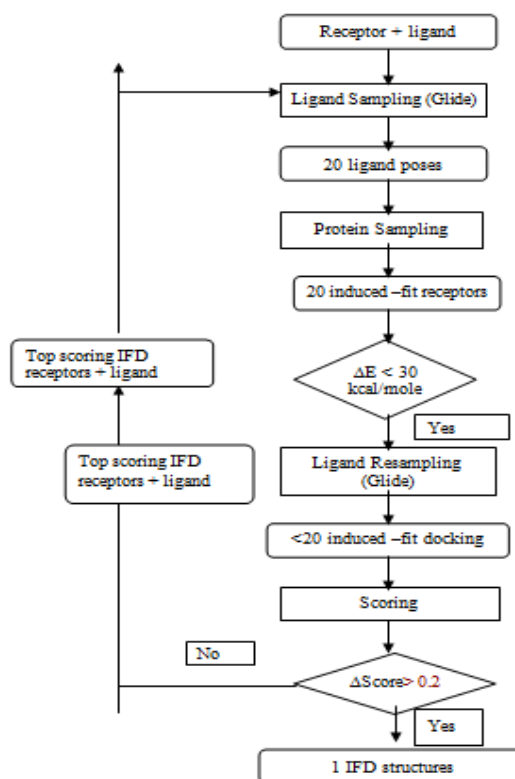 Receptor + ligand
Ligand Sampling (Glide)
20 ligand poses
Protein Sampling
20 induced –fit receptors
Top scoring IFD
receptors + ligand
ΔE < 30
kcal/mole
Yes
Top scoring IFD
receptors + ligand
Ligand Resampling
(Glide)
<20 induced –fit docking
Scoring
No
ΔScore> 0.2
Yes
1 IFD structures